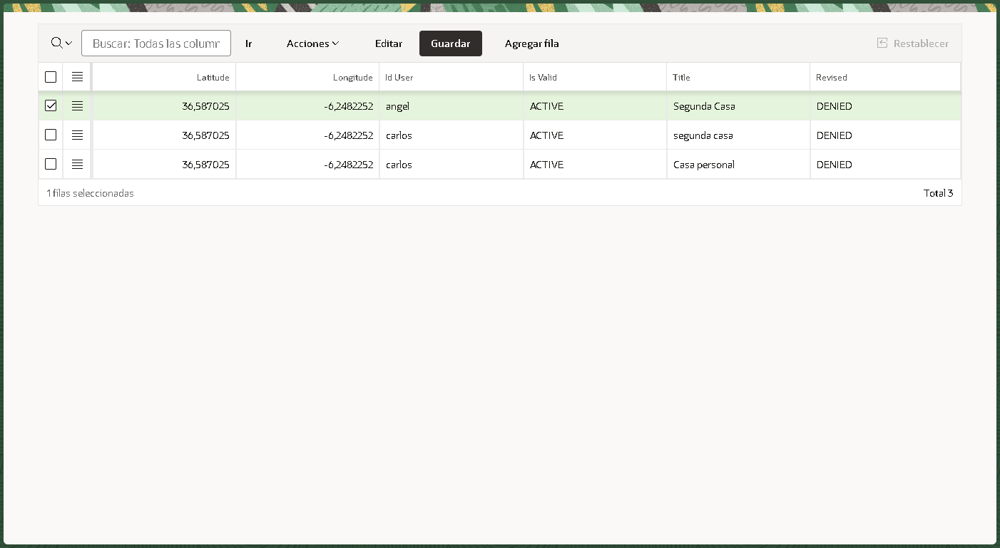 Buscar: Todas las column Ir Acciones Editar Guardar Agregar fila Restablecer
Latitude Longitude Id User Is Valid Title Revised
36,587025 -6,2482252 angel ACTIVE Segunda Casa DENIED
36,587025 -6,2482252 carlos ACTIVE segunda casa DENIED
36,587025 -6,2482252 carlos ACTIVE Casa personal DENIED
1 filas seleccionadas Total 3